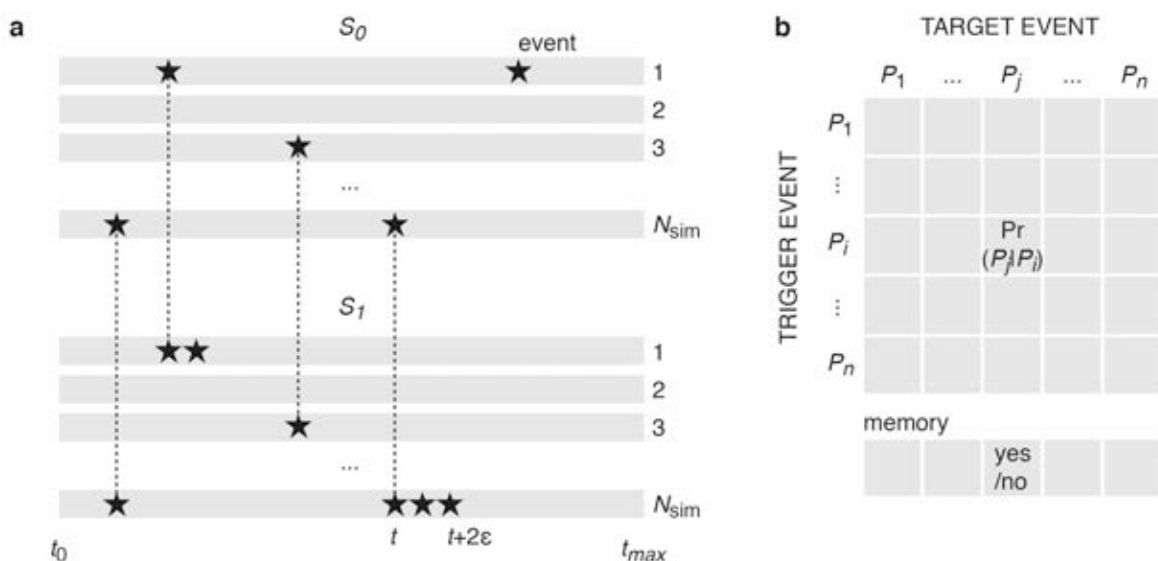 a
S0
event
1
2
3
...
Nsim
S1
1
2
3
...
Nsim
t t+2ε
t0 tmax
b
TARGET EVENT
P1 ... Pj ... Pn
TRIGGER EVENT
P1
⋮
Pi
Pr
(Pj|Pi)
⋮
Pn
memory
yes
/no